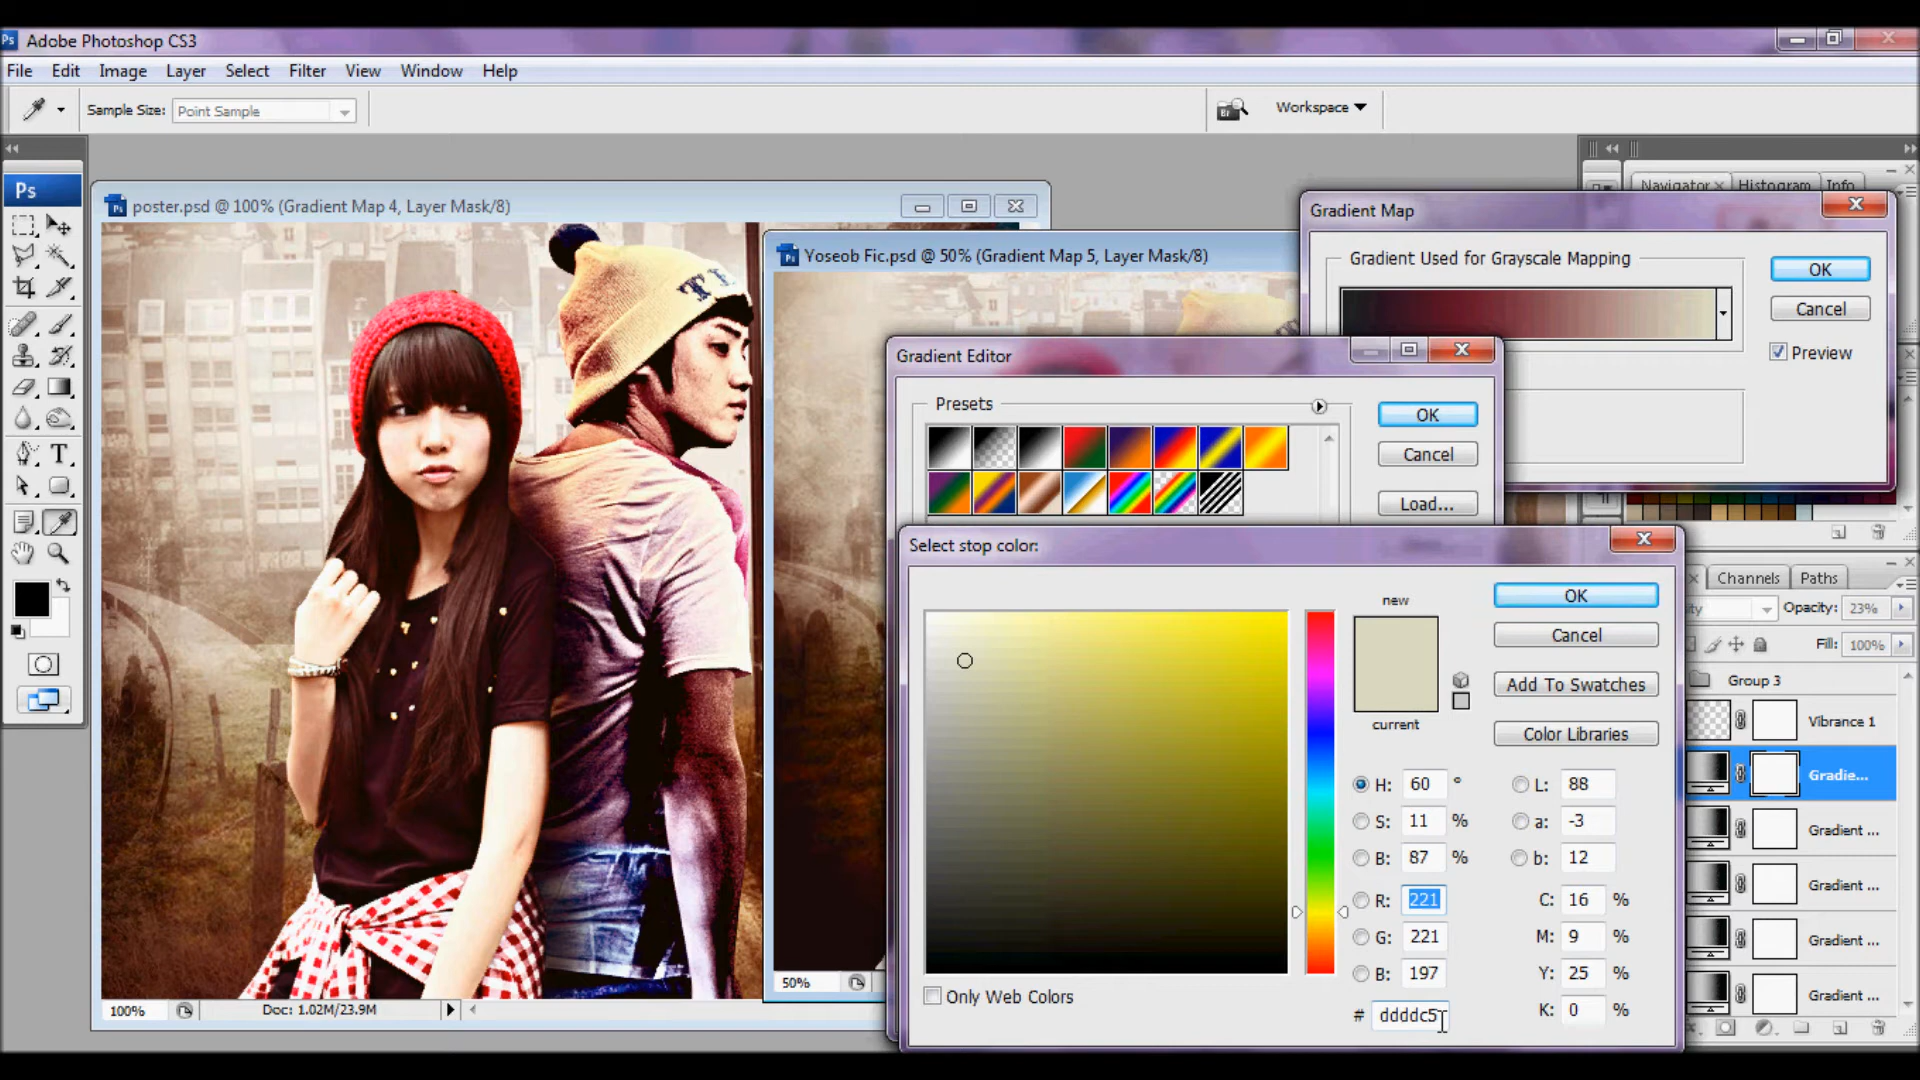 Ps Adobe Photoshop CS3
File Edit Image Layer Select Filter View Window Help
Sample Size: Point Sample
Br Workspace
Ps
poster.psd @ 100% (Gradient Map 4, Layer Mask/8)
Yoseob Fic.psd @ 50% (Gradient Map 5, Layer Mask/8)
Navigator Histogram Info
Gradient Map
Gradient Used for Grayscale Mapping
OK
Cancel
Preview
Gradient Editor
Presets
OK
Cancel
Load...
Select stop color:
new
current
OK
Cancel
Add To Swatches
Color Libraries
H: 60 ° L: 88
S: 11 % a: -3
B: 87 % b: 12
R: 221 C: 16 %
G: 221 M: 9 %
B: 197 Y: 25 %
# ddddc5 K: 0 %
Only Web Colors
Channels Paths
Opacity: 23%
Fill: 100%
Group 3
Vibrance 1
Gradie...
Gradient ...
Gradient ...
Gradient ...
Gradient ...
50%
100% Doc: 1.02M/23.9M